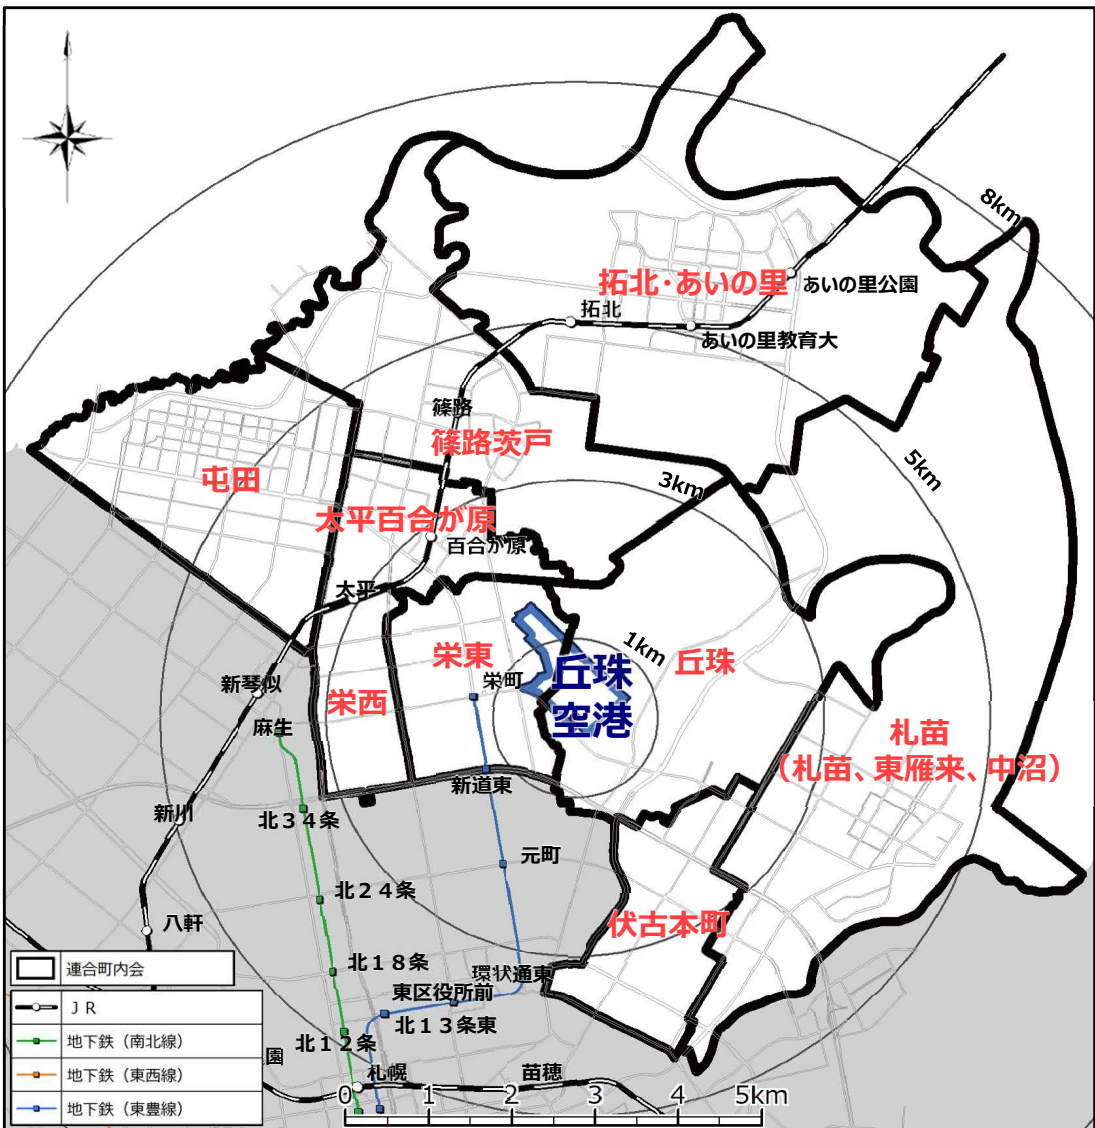 8km
拓北・あいの里
あいの里公園
拓北
あいの里教育大
篠路
篠路茨戸
5km
屯田
3km
太平百合が原
百合が原
太平
1km
栄東
丘珠
空港
丘珠
栄町
新琴似
栄西
麻生
札苗
（札苗、東雁来、中沼）
新道東
新川
北３４条
元町
北２４条
伏古本町
八軒
北１８条
環状通東
東区役所前
北１３条東
北１２条
園
札幌
苗穂
連合町内会
ＪＲ
地下鉄（南北線）
地下鉄（東西線）
地下鉄（東豊線）
0 1 2 3 4 5km